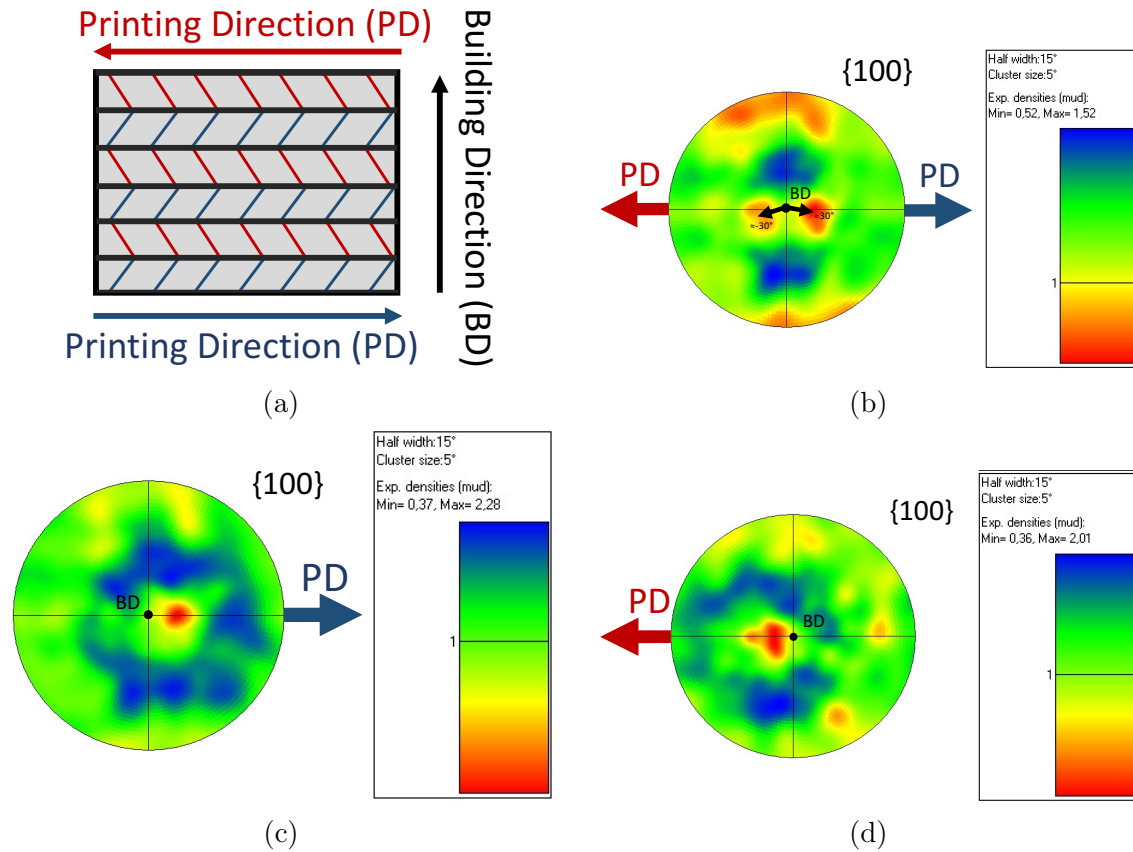 Printing Direction (PD)
Building Direction (BD)
Printing Direction (PD)
(a)
{100}
PD
BD
PD
≈-30°
≈30°
Half width:15°
Cluster size:5°
Exp. densities (mud):
Min= 0,52, Max= 1,52
1
(b)
{100}
BD
PD
Half width:15°
Cluster size:5°
Exp. densities (mud):
Min= 0,37, Max= 2,28
1
(c)
{100}
PD
BD
Half width:15°
Cluster size:5°
Exp. densities (mud):
Min= 0,36, Max= 2,01
1
(d)